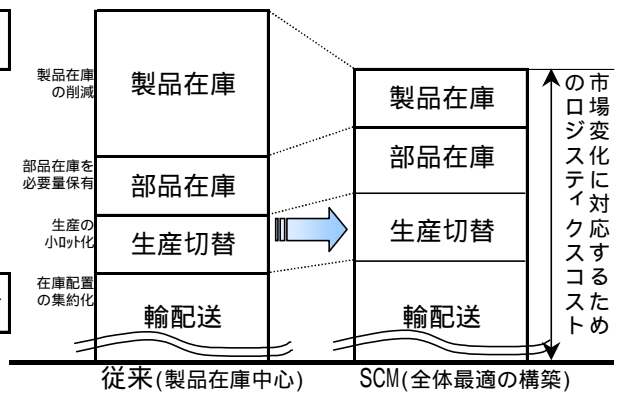 製品在庫
の削減
部品在庫を
必要量保有
生産の
小ロット化
在庫配置
の集約化
製品在庫
部品在庫
生産切替
輸配送
製品在庫
部品在庫
生産切替
輸配送
市場変化に対応するため
のロジスティクスコスト
従来(製品在庫中心)
SCM(全体最適の構築)